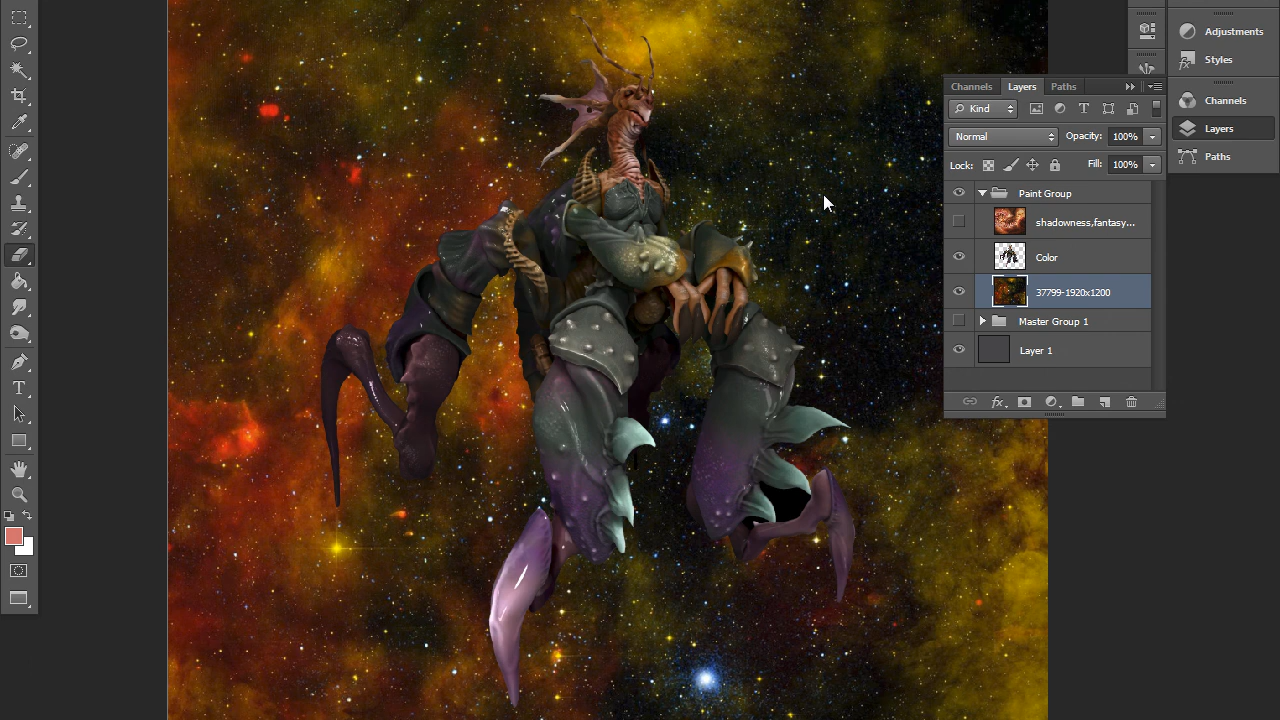 Adjustments
Styles
Channels
Layers
Paths
Channels Layers Paths
Kind
Normal Opacity: 100%
Lock: Fill: 100%
Paint Group
shadowness,fantasy...
Color
37799-1920x1200
Master Group 1
Layer 1